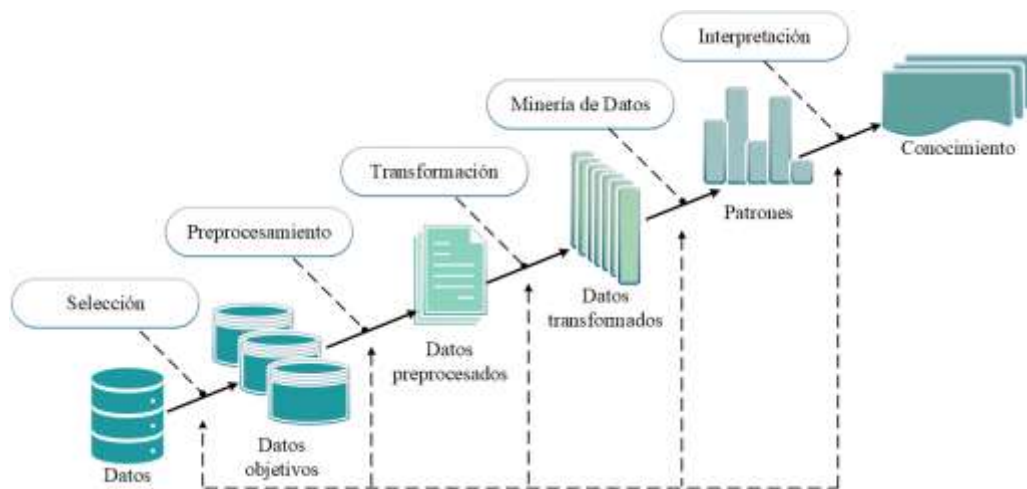 Interpretación
Minería de Datos
Conocimiento
Transformación
Patrones
Preprocesamiento
Selección
Datos
transformados
Datos
preprocesados
Datos
objetivos
Datos